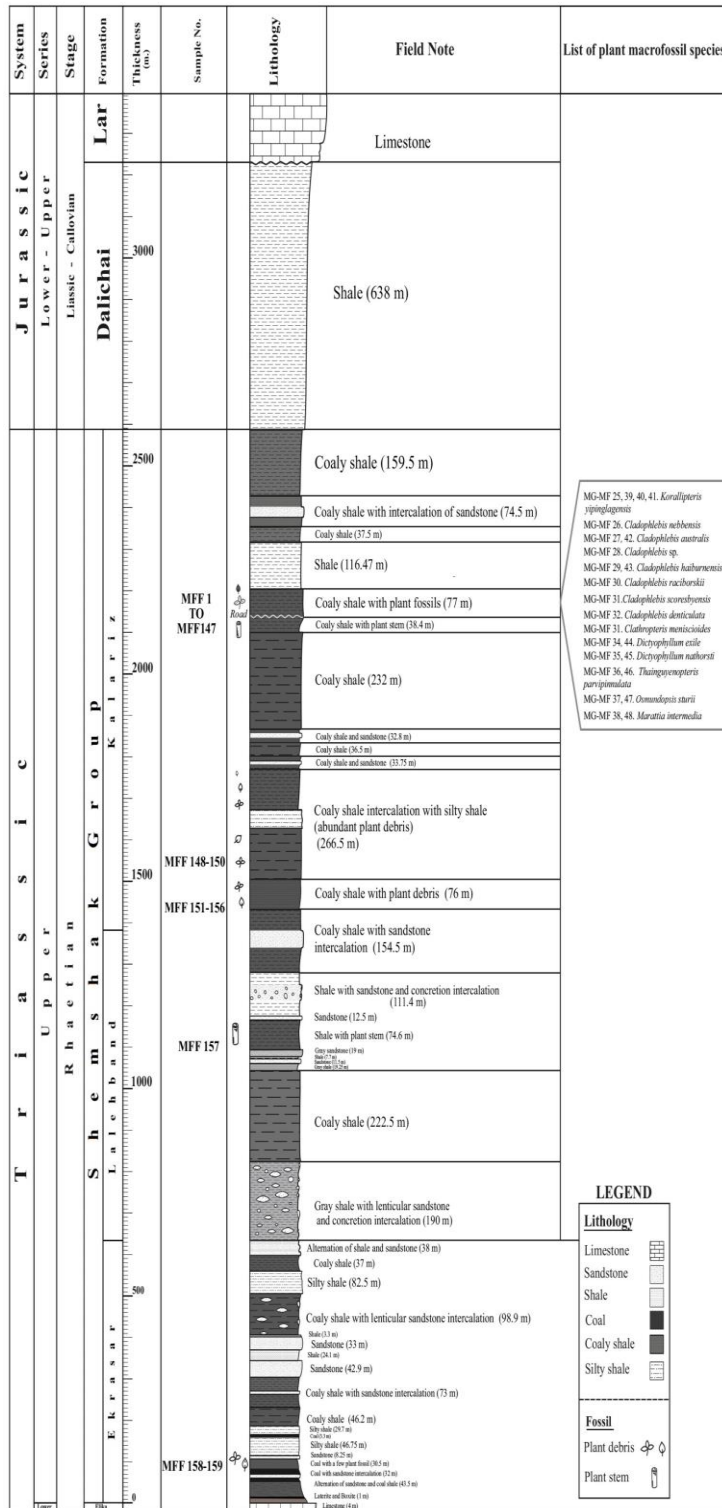 System
Series
Stage
Formation
Thickness
(m.)
Sample No.
Lithology
Field Note
List of plant macrofossil species
Jurassic
Lower - Upper
Liassic - Callovian
Lar
Limestone
Dalichai
3000
Shale (638 m)
Triassic
Upper
Rhaetian
Shemshak Group
Kalariz
2500
Coaly shale (159.5 m)
Coaly shale with intercalation of sandstone (74.5 m)
Coaly shale (37.5 m)
Shale (116.47 m)
MFF 1
TO
MFF147
Road
Coaly shale with plant fossils (77 m)
Coaly shale with plant stem (38.4 m)
2000
Coaly shale (232 m)
Coaly shale and sandstone (32.8 m)
Coaly shale (36.5 m)
Coaly shale and sandstone (33.75 m)
Coaly shale intercalation with silty shale
(abundant plant debris)
(266.5 m)
MFF 148-150
1500
Coaly shale with plant debris (76 m)
MFF 151-156
Lalehband
Coaly shale with sandstone
intercalation (154.5 m)
Shale with sandstone and concretion intercalation
(111.4 m)
Sandstone (12.5 m)
Shale with plant stem (74.6 m)
MFF 157
Gray sandstone (19 m)
1000
Coaly shale (222.5 m)
Gray shale with lenticular sandstone
and concretion intercalation (190 m)
Ekrasar
Alternation of shale and sandstone (38 m)
Coaly shale (37 m)
Silty shale (82.5 m)
500
Coaly shale with lenticular sandstone intercalation (98.9 m)
Shale (3.3 m)
Sandstone (33 m)
Shale (24.1 m)
Sandstone (42.9 m)
Coaly shale with sandstone intercalation (73 m)
Coaly shale (46.2 m)
Silty shale (29.7 m)
Silty shale (46.75 m)
Sandstone (8.25 m)
MFF 158-159
Coal with a few plant fossil (30.5 m)
Coal with sandstone intercalation (32 m)
Alternation of sandstone and coaly shale (43.5 m)
0
Laterite and Boxite (1 m)
Limestone (4 m)
MG-MF 25, 39, 40, 41. Korallipteris
yipinglagensis
MG-MF 26. Cladophlebis nebbensis
MG-MF 27, 42. Cladophlebis australis
MG-MF 28. Cladophlebis sp.
MG-MF 29, 43. Cladophlebis haiburnensis
MG-MF 30. Cladophlebis raciborskii
MG-MF 31.Cladophlebis scoresbyensis
MG-MF 32. Cladophlebis denticulata
MG-MF 31. Clathropteris meniscioides
MG-MF 34, 44. Dictyophyllum exile
MG-MF 35, 45. Dictyophyllum nathorsti
MG-MF 36, 46. Thainguyenopteris
parvipinnulata
MG-MF 37, 47. Osmundopsis sturii
MG-MF 38, 48. Marattia intermedia
LEGEND
Lithology
Limestone
Sandstone
Shale
Coal
Coaly shale
Silty shale
Fossil
Plant debris
Plant stem